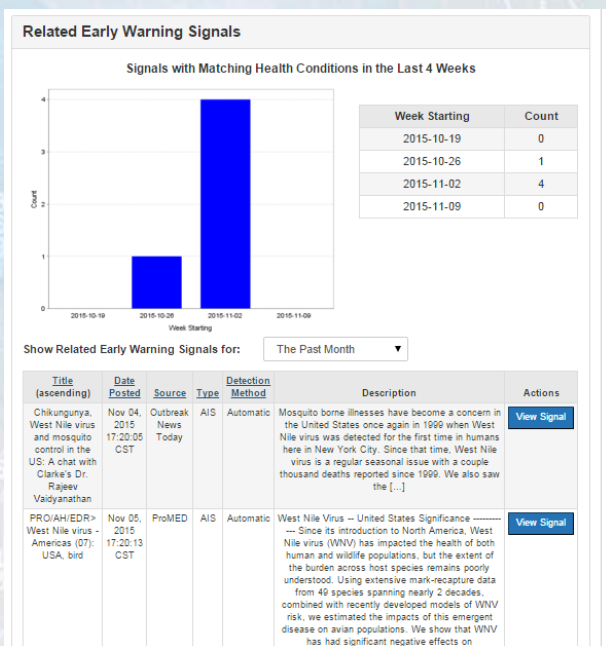 Related Early Warning Signals
Signals with Matching Health Conditions in the Last 4 Weeks
4
3
2
1
0
Count
2015-10-19
2015-10-26
2015-11-02
2015-11-09
Week Starting
Week Starting Count
2015-10-19 0
2015-10-26 1
2015-11-02 4
2015-11-09 0
Show Related Early Warning Signals for: The Past Month
Title (ascending)
Date Posted
Source
Type
Detection Method
Description
Actions
Chikungunya,
West Nile virus
and mosquito
control in the
US: A chat with
Clarke's Dr.
Rajeev
Vaidyanathan
Nov 04,
2015
17:20:05
CST
Outbreak
News
Today
AIS
Automatic
Mosquito borne illnesses have become a concern in
the United States once again in 1999 when West
Nile virus was detected for the first time in humans
here in New York City. Since that time, West Nile
virus is a regular seasonal issue with a couple
thousand deaths reported since 1999. We also saw
the [...]
View Signal
PRO/AH/EDR>
West Nile virus -
Americas (07):
USA, bird
Nov 05,
2015
17:20:13
CST
ProMED
AIS
Automatic
West Nile Virus -- United States Significance ---------
--- Since its introduction to North America, West
Nile virus (WNV) has impacted the health of both
human and wildlife populations, but the extent of
the burden across host species remains poorly
understood. Using extensive mark-recapture data
from 49 species spanning nearly 2 decades,
combined with recently developed models of WNV
risk, we estimated the impacts of this emergent
disease on avian populations. We show that WNV
has had significant negative effects on
View Signal